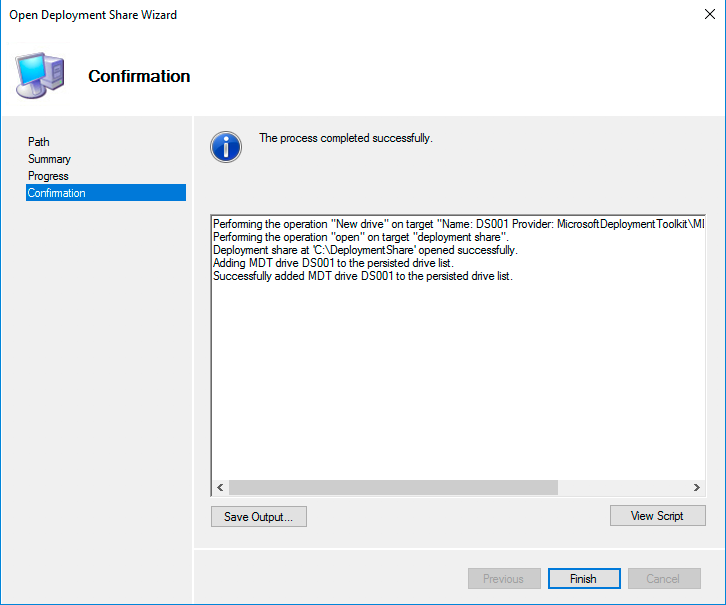 Open Deployment Share Wizard
Confirmation
Path
Summary
Progress
Confirmation
The process completed successfully.
Performing the operation "New drive" on target "Name: DS001 Provider: MicrosoftDeploymentToolkit\MI
Performing the operation "open" on target "deployment share".
Deployment share at 'C:\DeploymentShare' opened successfully.
Adding MDT drive DS001 to the persisted drive list.
Successfully added MDT drive DS001 to the persisted drive list.
Save Output...
View Script
Previous
Finish
Cancel